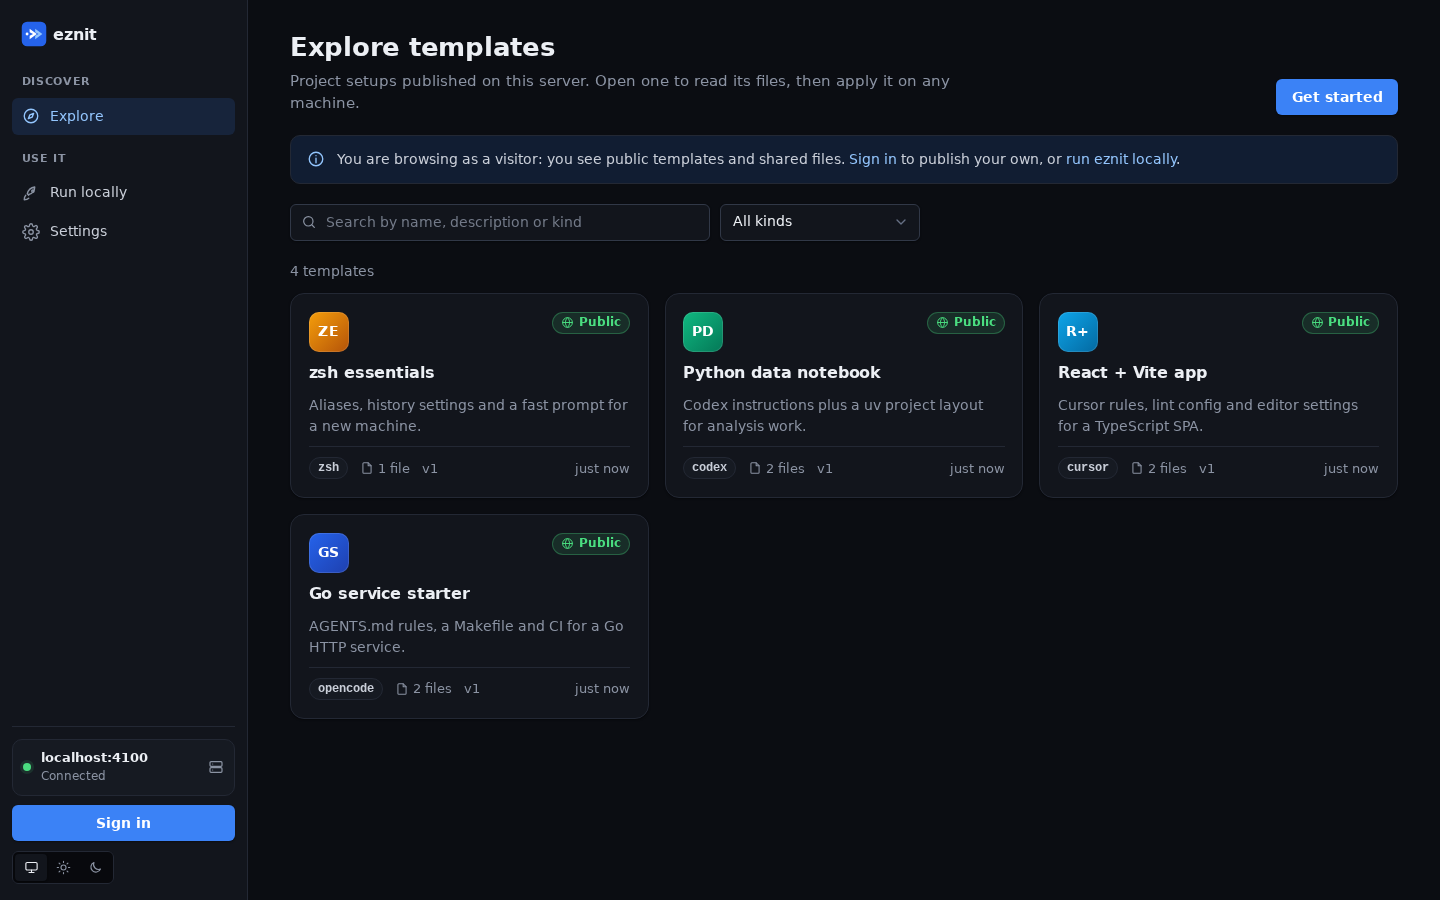 eznit
DISCOVER
Explore
USE IT
Run locally
Settings
localhost:4100
Connected
Sign in
Explore templates
Project setups published on this server. Open one to read its files, then apply it on any
machine.
Get started
You are browsing as a visitor: you see public templates and shared files. Sign in to publish your own, or run eznit locally.
Search by name, description or kind
All kinds
4 templates
ZE
Public
zsh essentials
Aliases, history settings and a fast prompt for
a new machine.
zsh 1 file v1 just now
PD
Public
Python data notebook
Codex instructions plus a uv project layout
for analysis work.
codex 2 files v1 just now
R+
Public
React + Vite app
Cursor rules, lint config and editor settings
for a TypeScript SPA.
cursor 2 files v1 just now
GS
Public
Go service starter
AGENTS.md rules, a Makefile and CI for a Go
HTTP service.
opencode 2 files v1 just now